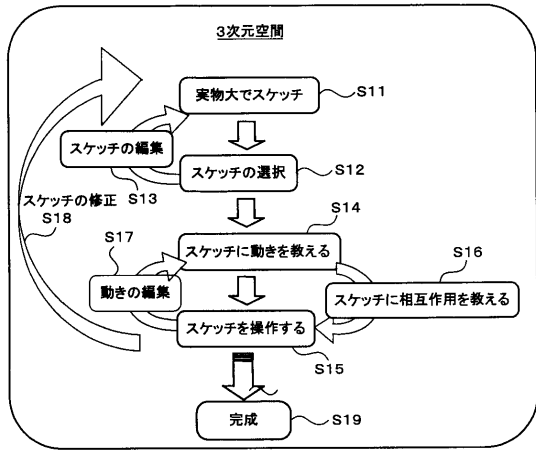 3次元空間
実物大でスケッチ
S11
スケッチの編集
S13
スケッチの選択
S12
スケッチの修正
S18
S14
S17
スケッチに動きを教える
S16
動きの編集
スケッチに相互作用を教える
スケッチを操作する
S15
完成
S19